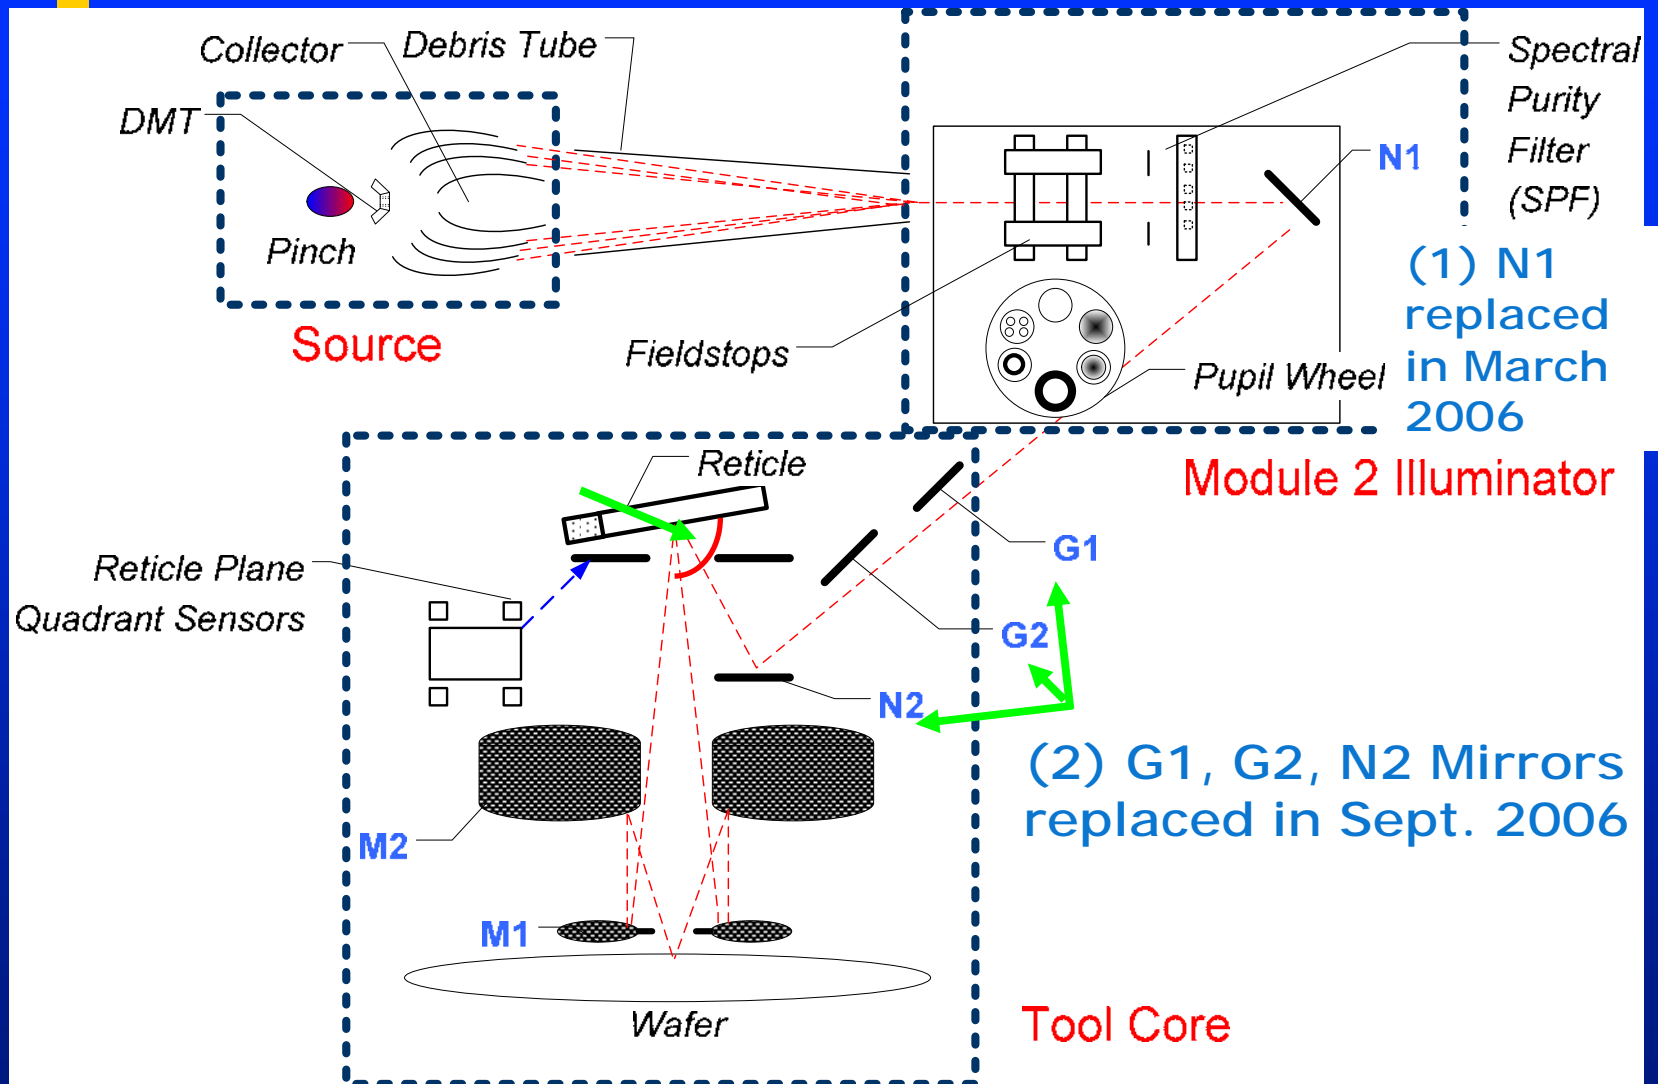 Collector
Debris Tube
DMT
Pinch
Source
Fieldstops
Spectral
Purity
Filter
(SPF)
N1
(1) N1
replaced
in March
2006
Pupil Wheel
Module 2 Illuminator
Reticle
Reticle Plane
Quadrant Sensors
G1
G2
N2
(2) G1, G2, N2 Mirrors
replaced in Sept. 2006
M2
M1
Wafer
Tool Core